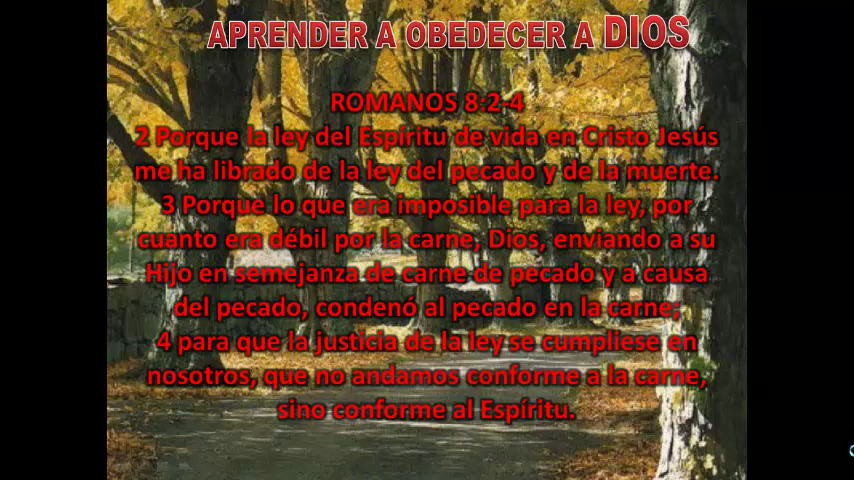 APRENDER A OBEDECER A DIOS
ROMANOS 8:2-4
2 Porque la ley del Espíritu de vida en Cristo Jesús
me ha librado de la ley del pecado y de la muerte.
3 Porque lo que era imposible para la ley, por
cuanto era débil por la carne, Dios, enviando a su
Hijo en semejanza de carne de pecado y a causa
del pecado, condenó al pecado en la carne;
4 para que la justicia de la ley se cumpliese en
nosotros, que no andamos conforme a la carne,
sino conforme al Espíritu.